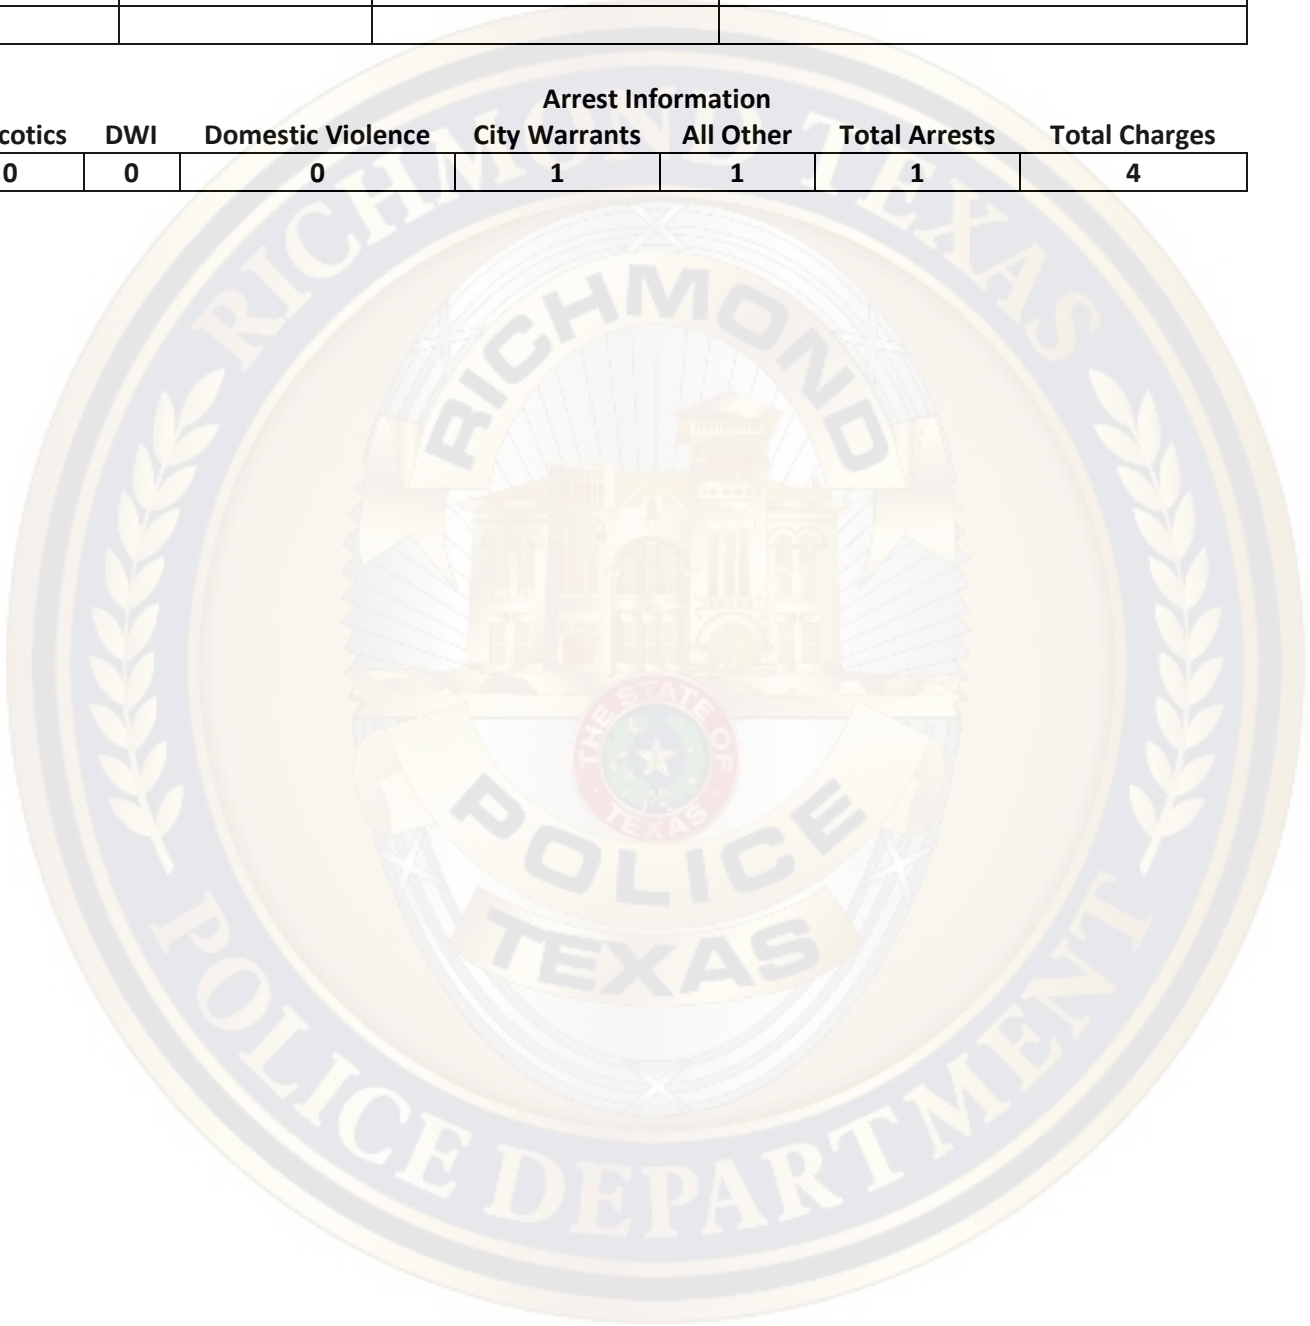 Arrest Information
cotics DWI Domestic Violence City Warrants All Other Total Arrests Total Charges
0 0 0 1 1 1 4
RICHMOND TEXAS
RICHMOND
THE STATE OF
TEXAS
POLICE
TEXAS
POLICE DEPARTMENT